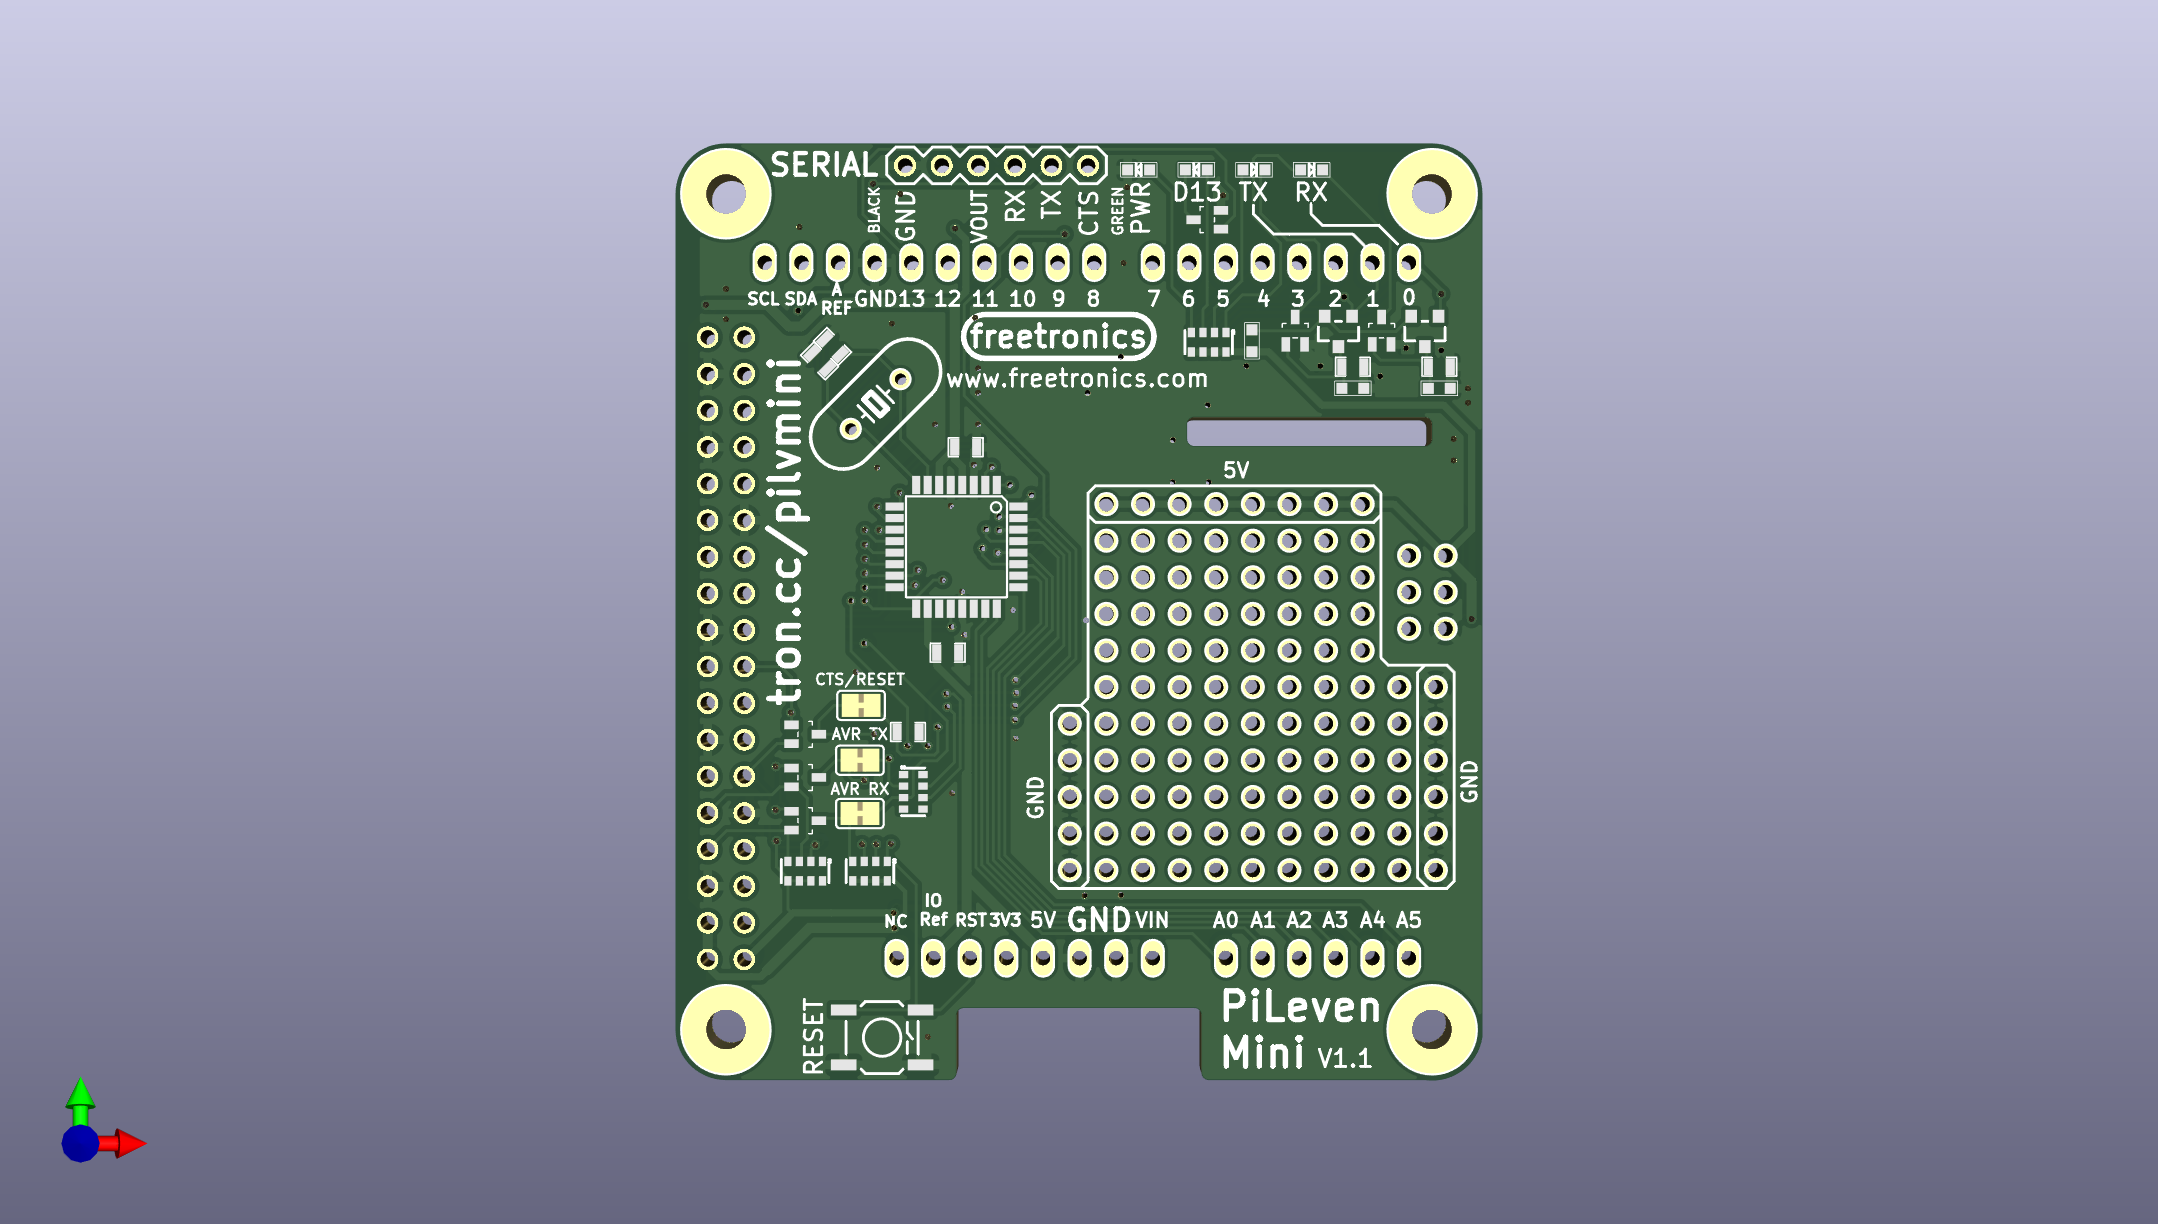 SERIAL
BLACK
GND
VOUT
RX
TX
CTS
GREEN
PWR
D13
TX
RX
SCL SDA A REF GND 13 12 11 10 9 8 7 6 5 4 3 2 1 0
freetronics
www.freetronics.com
tron.cc/pilvmini
5V
CTS/RESET
AVR TX
AVR RX
GND
GND
NC IO Ref RST 3V3 5V GND VIN A0 A1 A2 A3 A4 A5
RESET
PiLeven
Mini V1.1